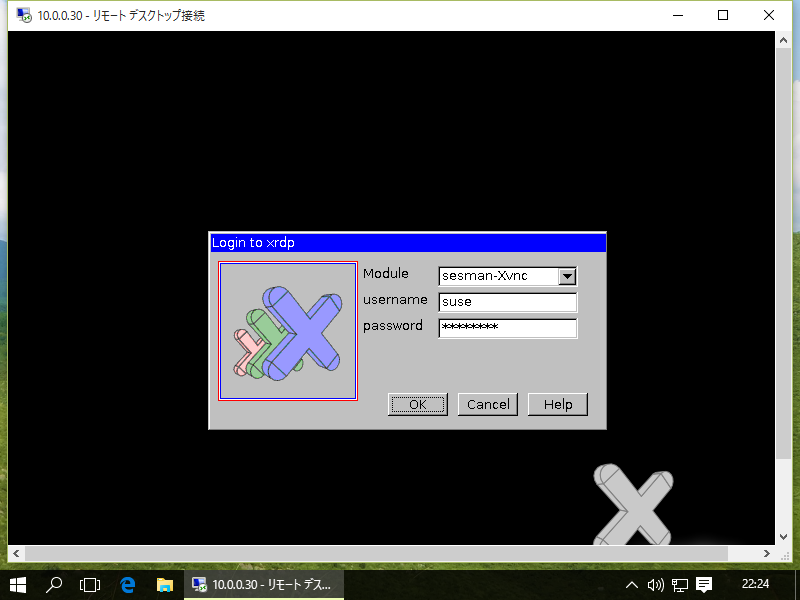 10.0.0.30 - リモート デスクトップ接続
Login to xrdp
Module
sesman-Xvnc
username
suse
password
********
OK
Cancel
Help
10.0.0.30 - リモート デス...
22:24